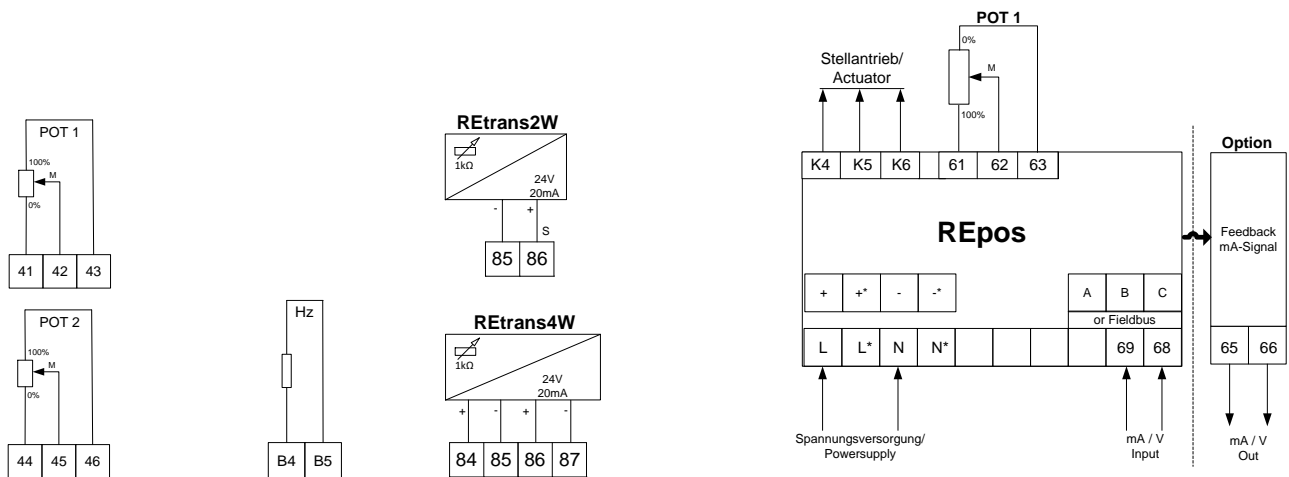 POT 1
100%
M
0%
41 42 43
POT 2
100%
M
0%
44 45 46
Hz
B4 B5
REtrans2W
1kΩ
24V
20mA
- +
S
85 86
REtrans4W
1kΩ
24V
20mA
+ - + -
84 85 86 87
POT 1
0%
M
100%
Stellantrieb/
Actuator
K4 K5 K6 61 62 63
REpos
+ +* - -*
A B C
or Fieldbus
L L* N N* 69 68
Spannungsversorgung/
Powersupply
mA / V
Input
Option
Feedback
mA-Signal
65 66
mA / V
Out